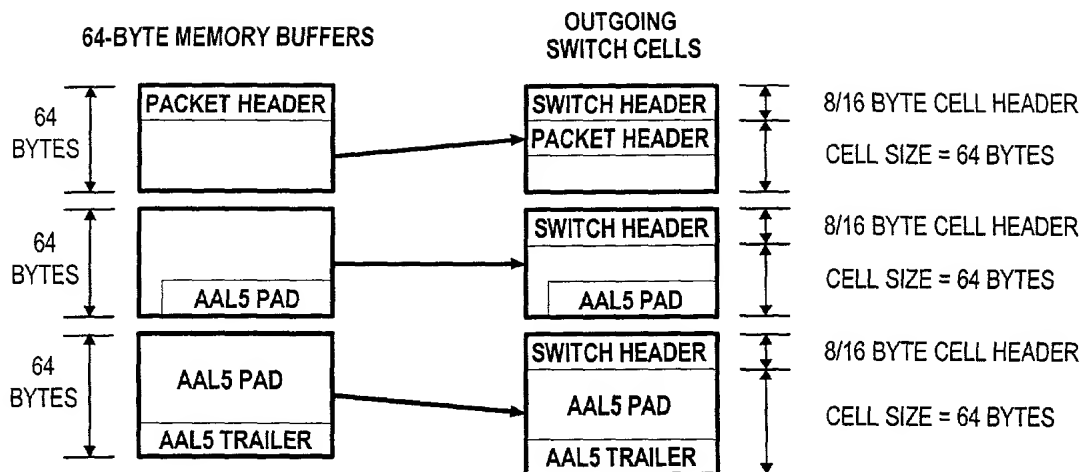 64-BYTE MEMORY BUFFERS
OUTGOING
SWITCH CELLS
64
BYTES
PACKET HEADER
SWITCH HEADER
PACKET HEADER
8/16 BYTE CELL HEADER
CELL SIZE = 64 BYTES
64
BYTES
AAL5 PAD
SWITCH HEADER
AAL5 PAD
8/16 BYTE CELL HEADER
CELL SIZE = 64 BYTES
64
BYTES
AAL5 PAD
AAL5 TRAILER
SWITCH HEADER
AAL5 PAD
AAL5 TRAILER
8/16 BYTE CELL HEADER
CELL SIZE = 64 BYTES